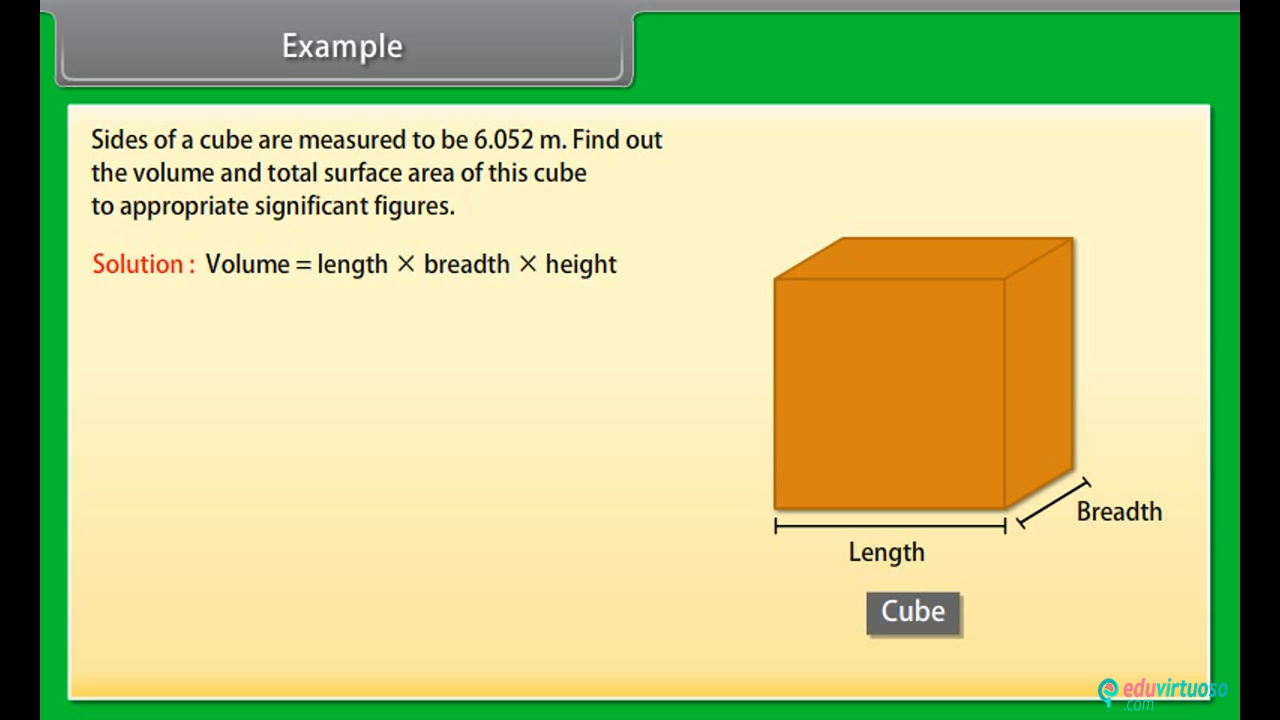 Example
Sides of a cube are measured to be 6.052 m. Find out
the volume and total surface area of this cube
to appropriate significant figures.
Solution : Volume = length × breadth × height
Breadth
Length
Cube
eduvirtuoso
.com